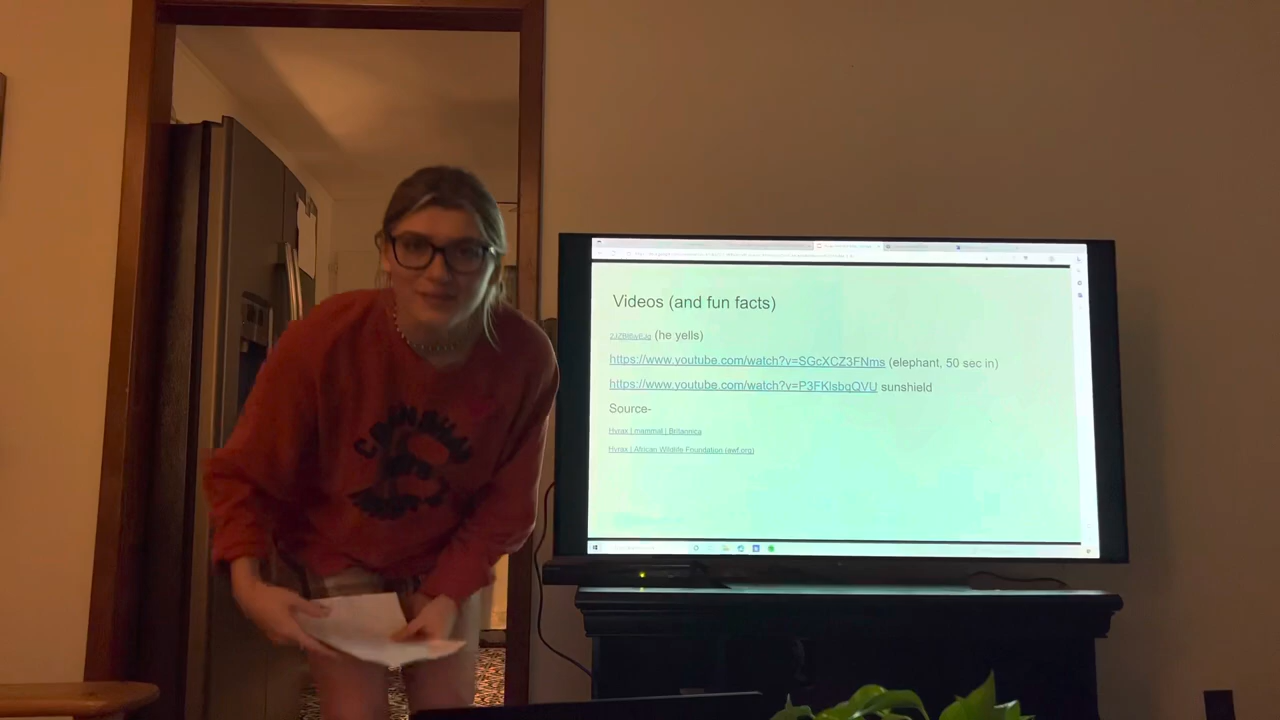 Videos (and fun facts)
(he yells)
https://www.youtube.com/watch?v=SGcXCZ3FNms (elephant, 50 sec in)
https://www.youtube.com/watch?v=P3FKlsbqQVU sunshield
Source-
Hyrax | mammal | Britannica
Hyrax | African Wildlife Foundation (awf.org)